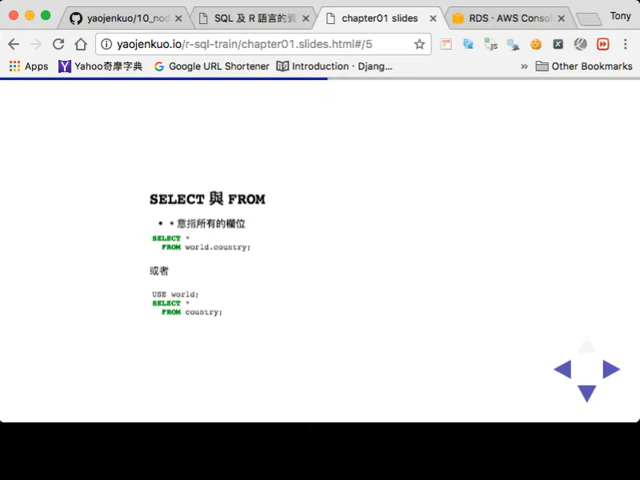 yaojenkuo/10_nod
SQL 及 R 語言的資
chapter01 slides
RDS · AWS Conso
Tony
yaojenkuo.io/r-sql-train/chapter01.slides.html#/5
Apps
Yahoo奇摩字典
Google URL Shortener
Introduction · Djang...
»
Other Bookmarks
SELECT 與 FROM
• * 意指所有的欄位
SELECT *
FROM world.country;
或者
USE world;
SELECT *
FROM country;